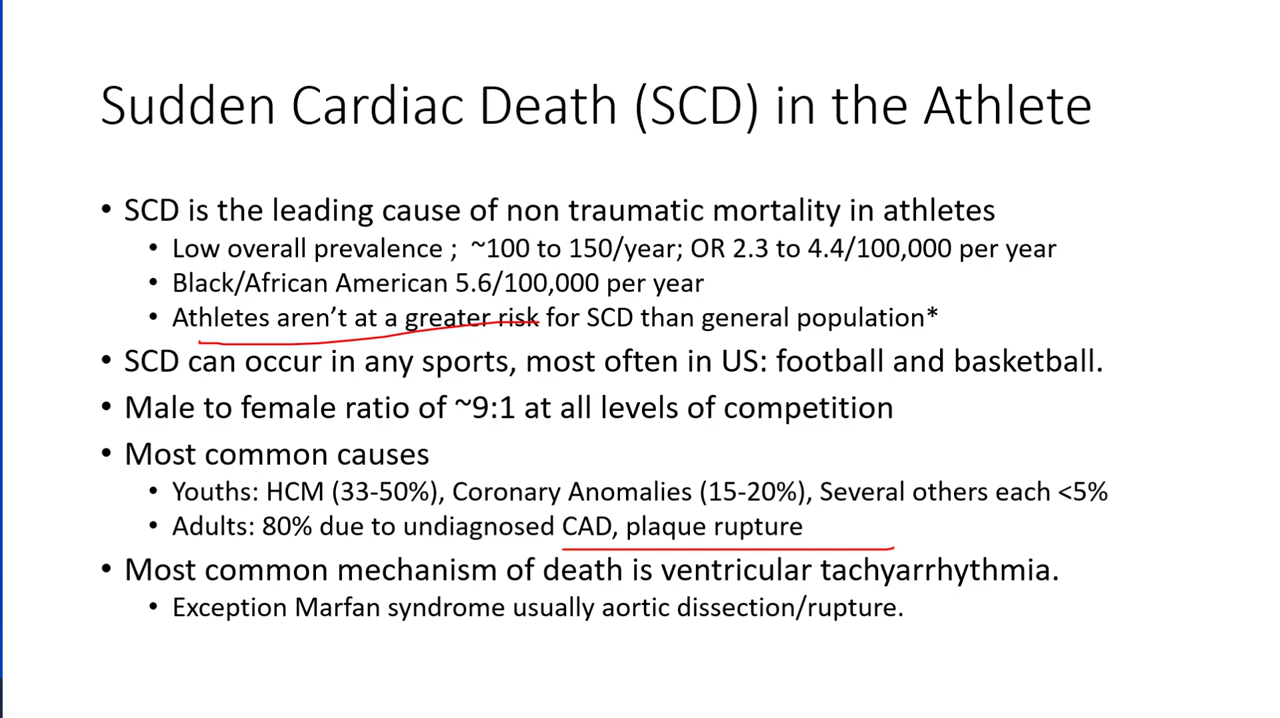 Sudden Cardiac Death (SCD) in the Athlete
• SCD is the leading cause of non traumatic mortality in athletes
• Low overall prevalence ; ~100 to 150/year; OR 2.3 to 4.4/100,000 per year
• Black/African American 5.6/100,000 per year
• Athletes aren’t at a greater risk for SCD than general population*
• SCD can occur in any sports, most often in US: football and basketball.
• Male to female ratio of ~9:1 at all levels of competition
• Most common causes
• Youths: HCM (33-50%), Coronary Anomalies (15-20%), Several others each <5%
• Adults: 80% due to undiagnosed CAD, plaque rupture
• Most common mechanism of death is ventricular tachyarrhythmia.
• Exception Marfan syndrome usually aortic dissection/rupture.